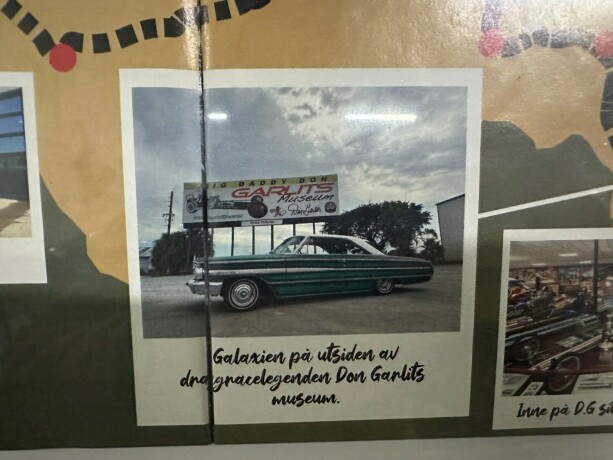 BIG DADDY DON
GARLITS
Museum
Galaxien på utsiden av
dragracelegenden Don Garlits
museum.
Inne på D.G